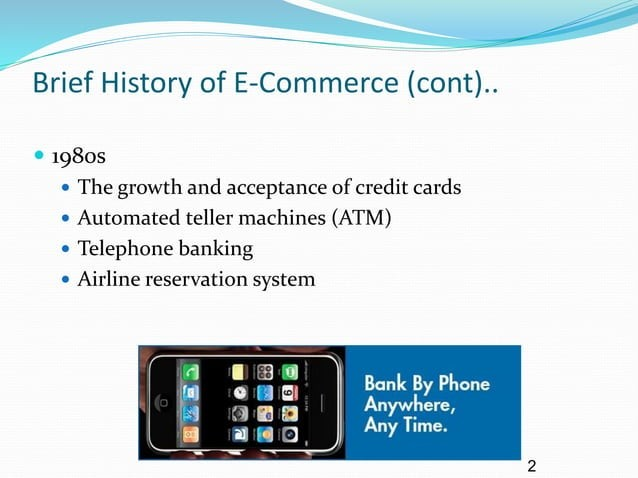 Brief History of E-Commerce (cont)..
1980s
The growth and acceptance of credit cards
Automated teller machines (ATM)
Telephone banking
Airline reservation system
Bank By Phone
Anywhere,
Any Time.
2